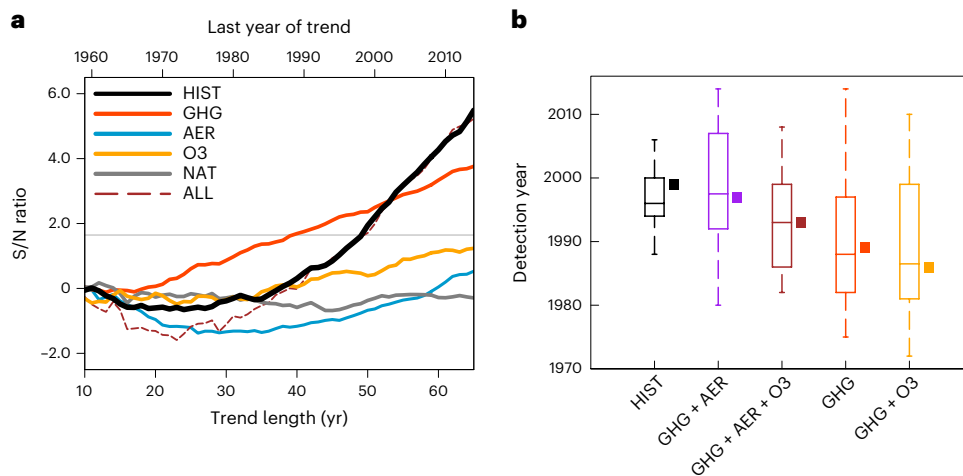 a
Last year of trend
1960 1970 1980 1990 2000 2010
6.0
4.0
2.0
0
–2.0
S/N ratio
HIST
GHG
AER
O3
NAT
ALL
10 20 30 40 50 60
Trend length (yr)
b
2010
2000
1990
1980
1970
Detection year
HIST
GHG + AER
GHG + AER + O3
GHG
GHG + O3